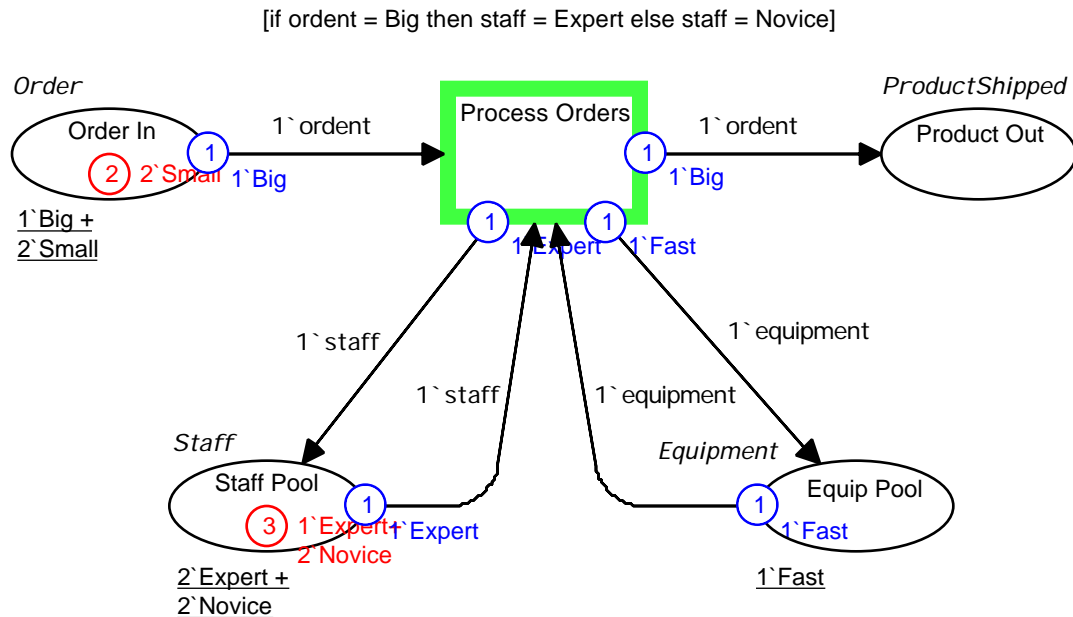 [if ordent = Big then staff = Expert else staff = Novice]
Order
ProductShipped
Order In
Process Orders
Product Out
1`ordent
1`ordent
1
1
2
2`Small
1`Big
1`Big
1`Big +
2`Small
1
1
1`Expert
1`Fast
1`staff
1`equipment
1`staff
1`equipment
Staff
Equipment
Staff Pool
Equip Pool
1
1
3
1`Expert+
2`Novice
1`Expert
1`Fast
2`Expert +
2`Novice
1`Fast